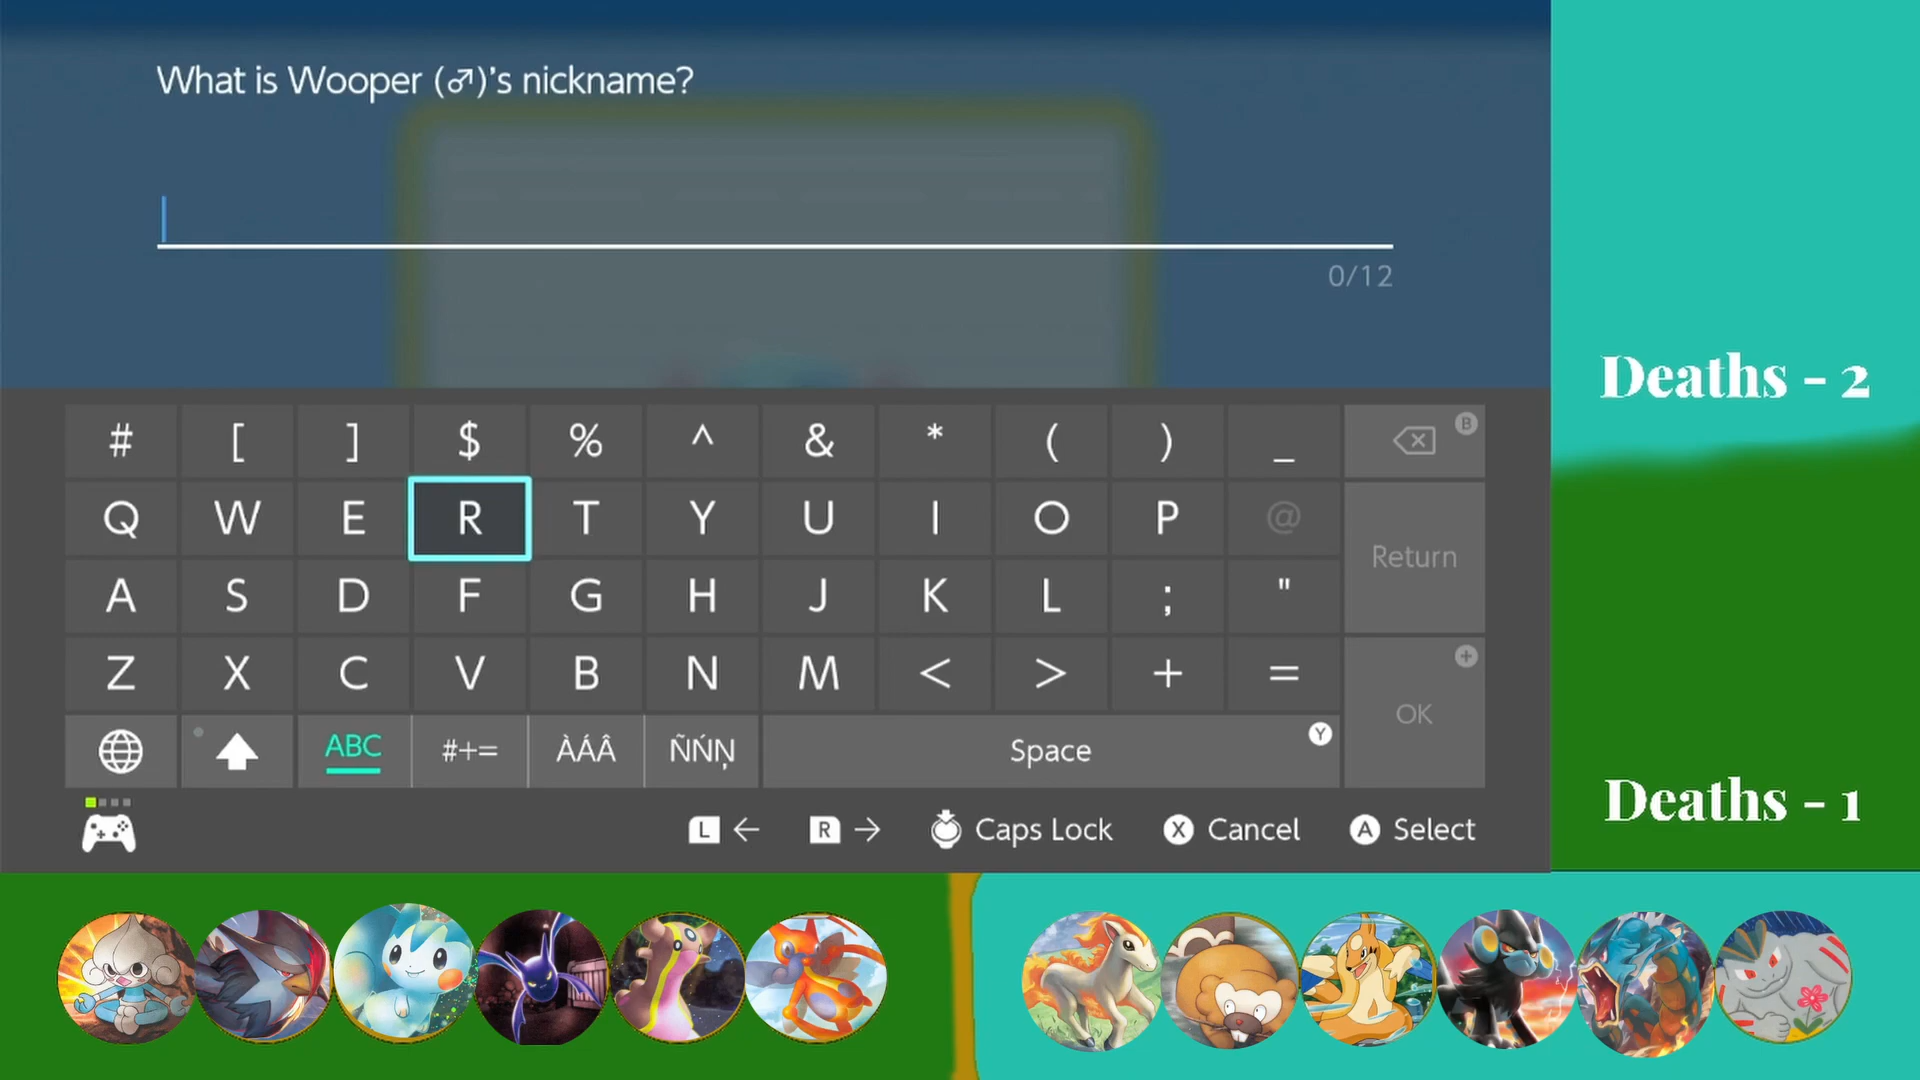 What is Wooper (♂)'s nickname?
0/12
Deaths - 2
# [ ] $ % ^ & * ( ) _ B
Q W E R T Y U I O P @ Return
A S D F G H J K L ; "
Z X C V B N M < > + = +
ABC #+= ÀÁÂ ÑŃŅ Space Y OK
L ← R → Caps Lock X Cancel A Select
Deaths - 1